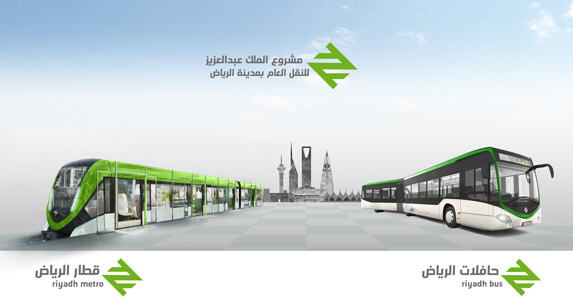 مشروع الملك عبدالعزيز
للنقل العام بمدينة الرياض
قطار الرياض
riyadh metro
حافلات الرياض
riyadh bus